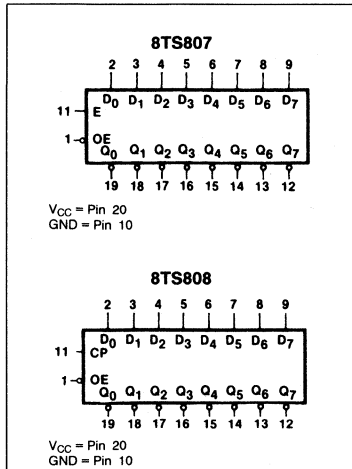 8TS807
2 3 4 5 6 7 8 9
D0 D1 D2 D3 D4 D5 D6 D7
11 E
1 OE
Q0 Q1 Q2 Q3 Q4 Q5 Q6 Q7
19 18 17 16 15 14 13 12
VCC = Pin 20
GND = Pin 10
8TS808
2 3 4 5 6 7 8 9
D0 D1 D2 D3 D4 D5 D6 D7
11 CP
1 OE
Q0 Q1 Q2 Q3 Q4 Q5 Q6 Q7
19 18 17 16 15 14 13 12
VCC = Pin 20
GND = Pin 10